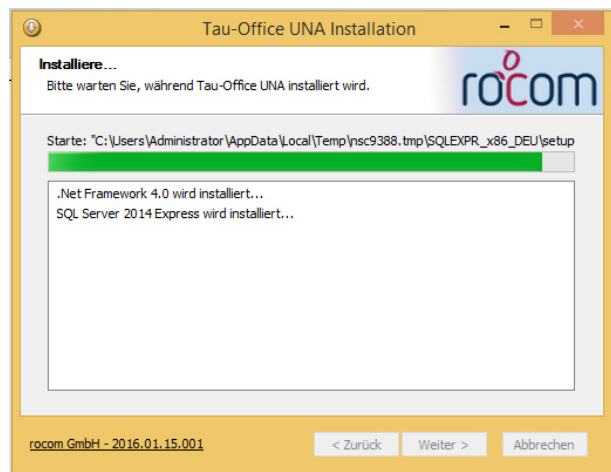 Tau-Office UNA Installation
Installiere...
Bitte warten Sie, während Tau-Office UNA installiert wird.
rocom
Starte: "C:\Users\Administrator\AppData\Local\Temp\nsc9388.tmp\SQLEXPR_x86_DEU\setup
.Net Framework 4.0 wird installiert...
SQL Server 2014 Express wird installiert...
rocom GmbH - 2016.01.15.001
< Zurück
Weiter >
Abbrechen